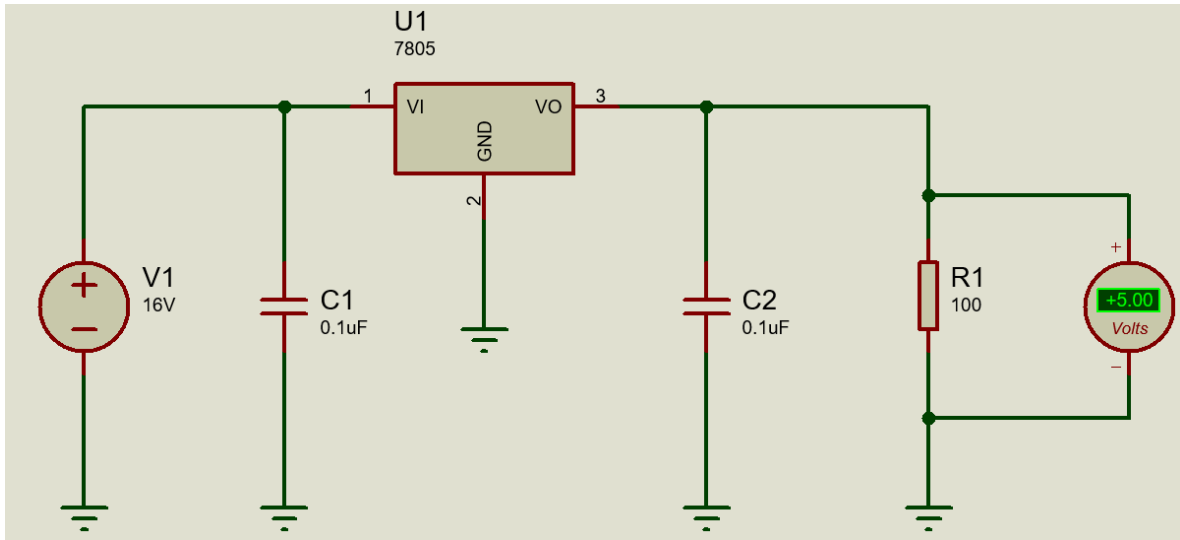 U1
7805
1
VI
VO
3
GND
2
V1
16V
C1
0.1uF
C2
0.1uF
R1
100
+
+5.00
Volts
−